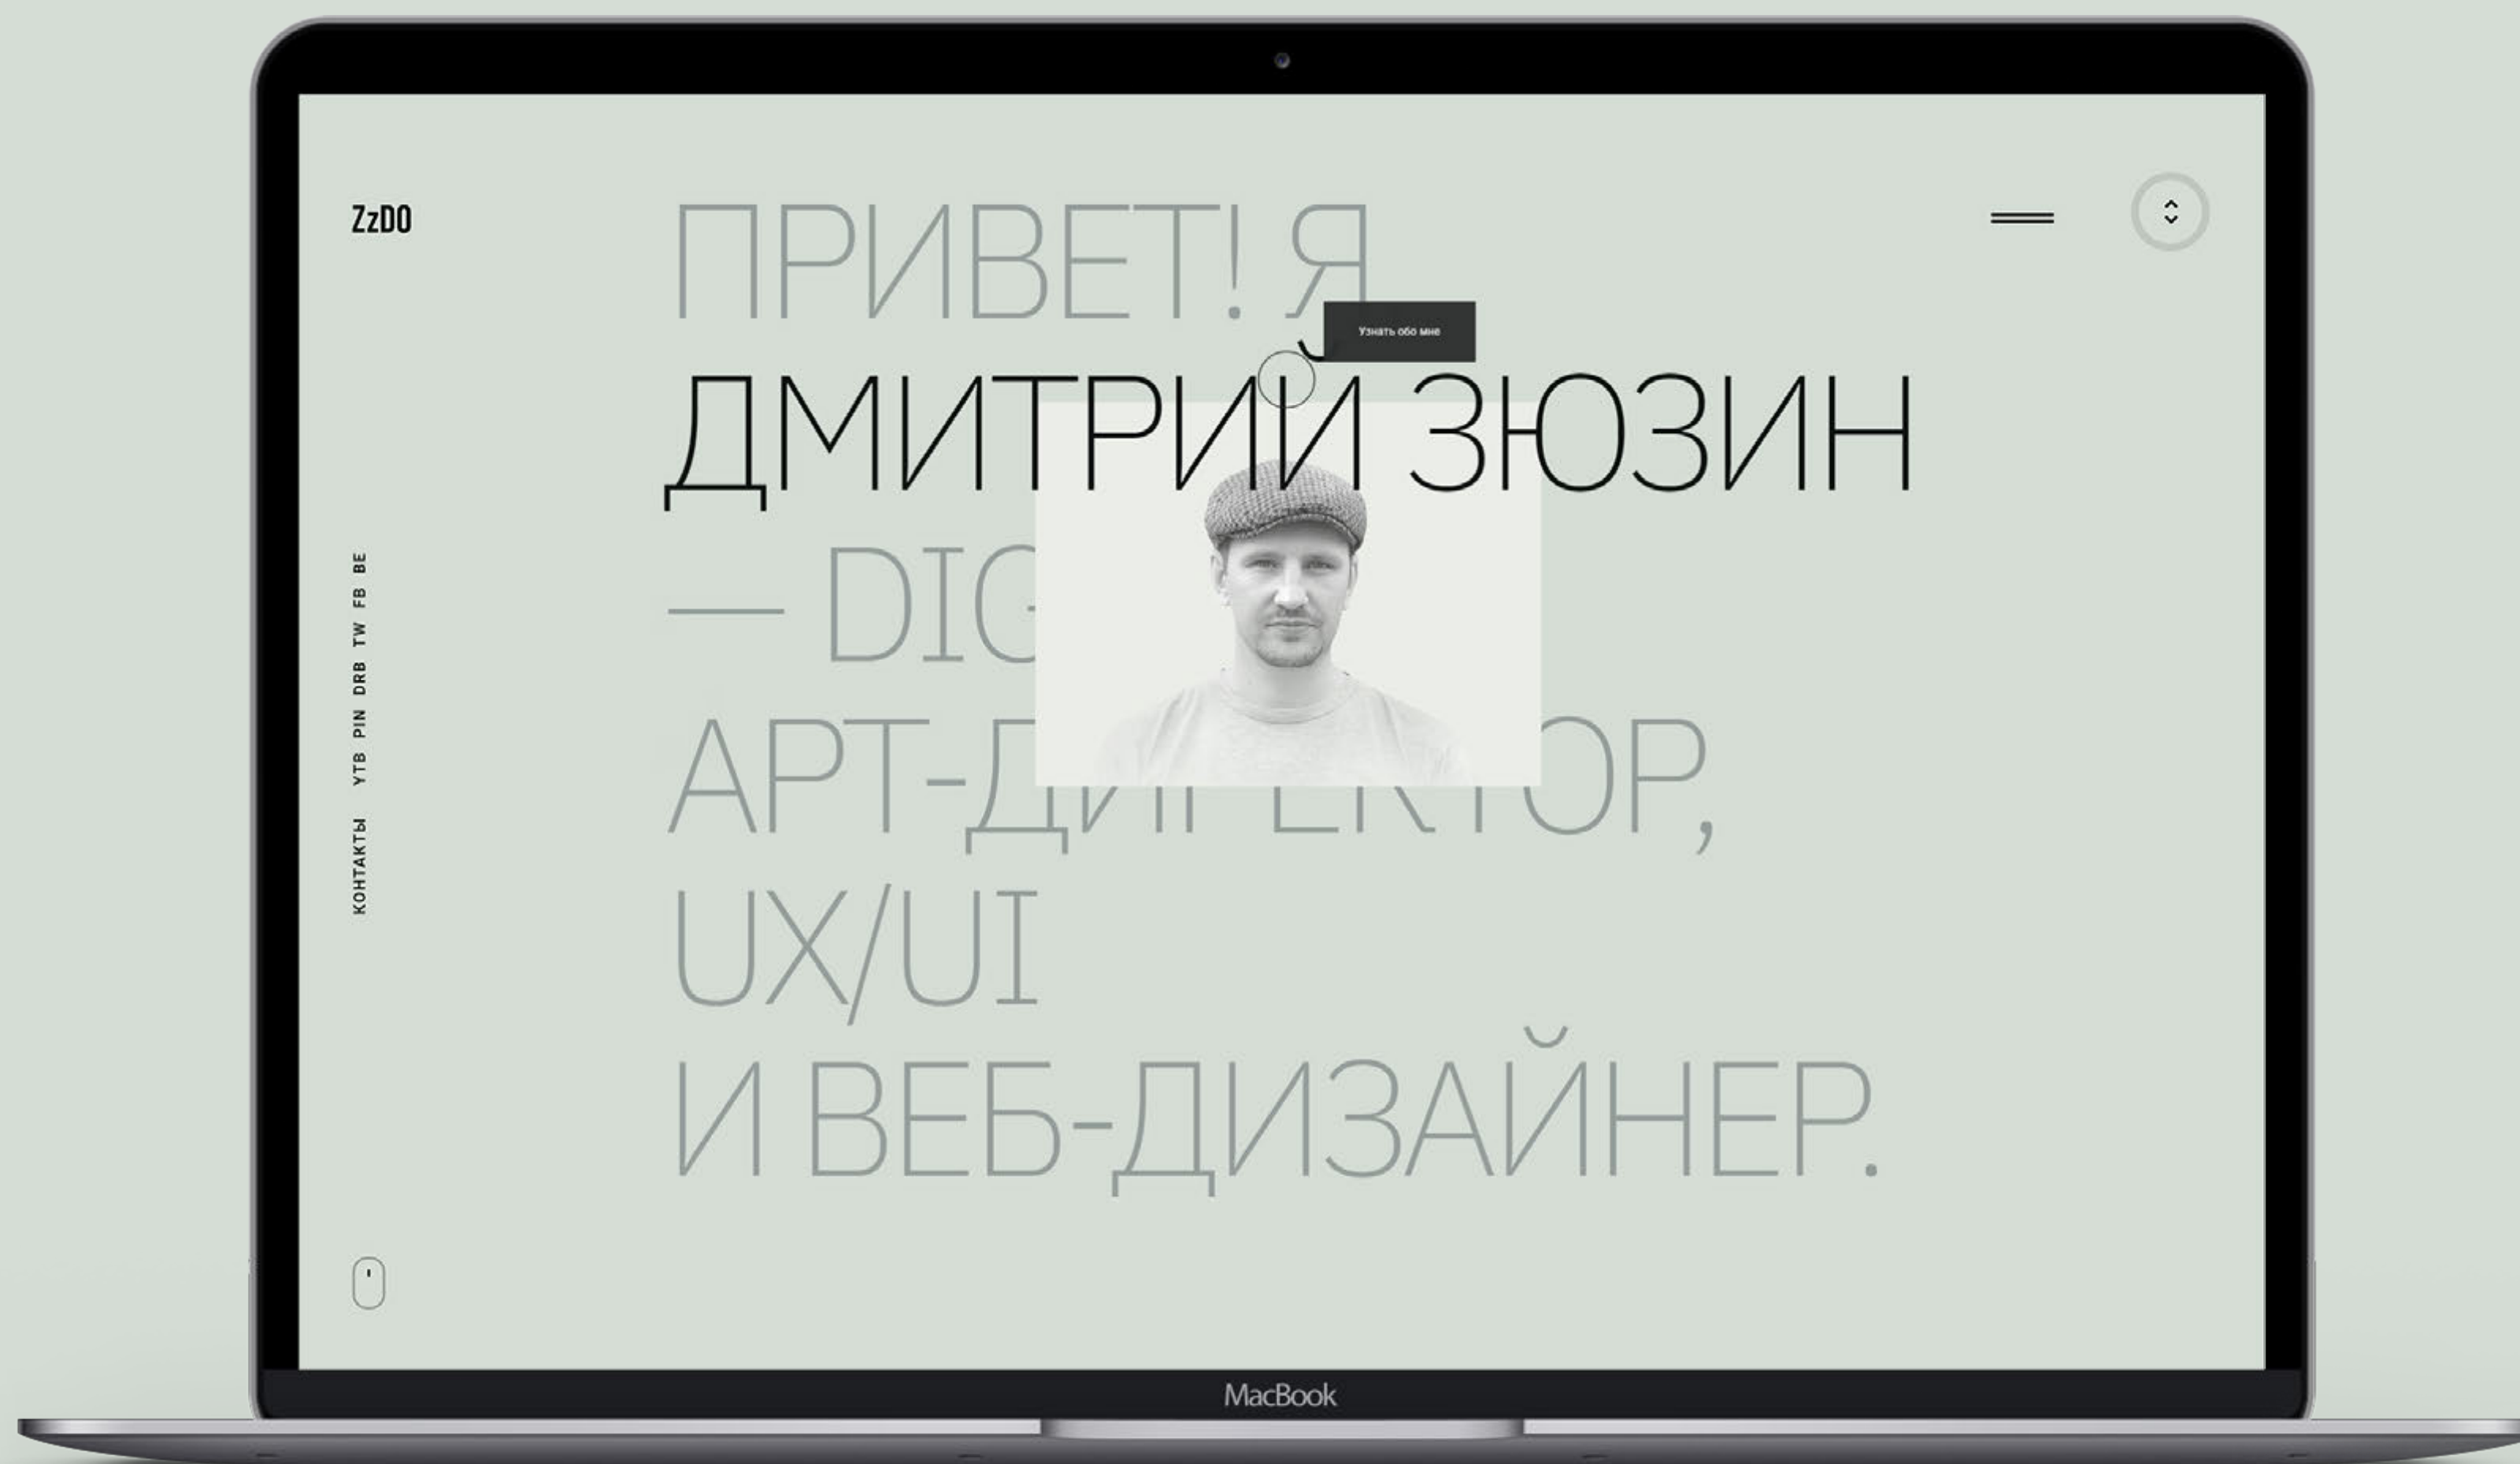 ZzDO
ПРИВЕТ! Я
Узнать обо мне
ДМИТРИЙ ЗЮЗИН
— DIG
АРТ-ДИРЕКТОР,
UX/UI
И ВЕБ-ДИЗАЙНЕР.
КОНТАКТЫ YTB PIN DRB TW FB BE
MacBook